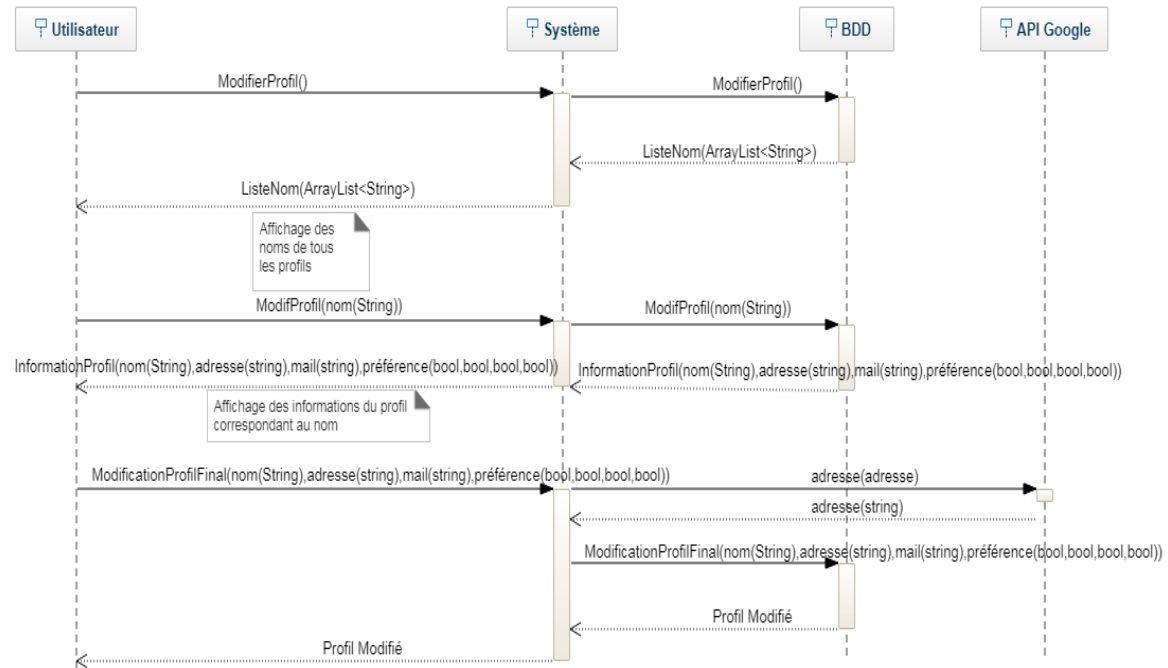 Utilisateur
Système
BDD
API Google
ModifierProfil()
ModifierProfil()
ListeNom(ArrayList<String>)
ListeNom(ArrayList<String>)
Affichage des
noms de tous
les profils
ModifProfil(nom(String))
ModifProfil(nom(String))
InformationProfil(nom(String),adresse(string),mail(string),préférence(bool,bool,bool,bool))
InformationProfil(nom(String),adresse(string),mail(string),préférence(bool,bool,bool,bool))
Affichage des informations du profil
correspondant au nom
ModificationProfilFinal(nom(String),adresse(string),mail(string),préférence(bool,bool,bool,bool))
adresse(adresse)
adresse(string)
ModificationProfilFinal(nom(String),adresse(string),mail(string),préférence(bool,bool,bool,bool))
Profil Modifié
Profil Modifié